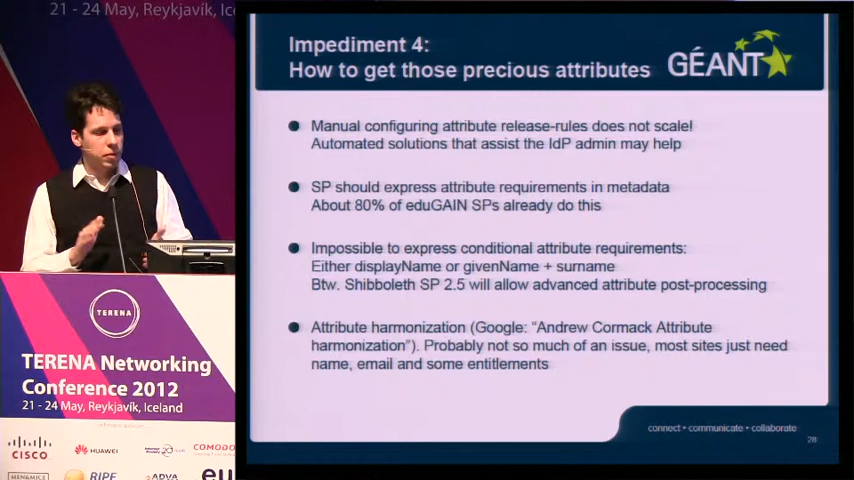 21 - 24 May, Reykjavík, Ic
Impediment 4:
How to get those precious attributes
GÉANT
Manual configuring attribute release-rules does not scale!
Automated solutions that assist the IdP admin may help
SP should express attribute requirements in metadata
About 80% of eduGAIN SPs already do this
Impossible to express conditional attribute requirements:
Either displayName or givenName + surname
Btw. Shibboleth SP 2.5 will allow advanced attribute post-processing
Attribute harmonization (Google: "Andrew Cormack Attribute
harmonization"). Probably not so much of an issue, most sites just need
name, email and some entitlements
connect • communicate • collaborate
28
TERENA
TERENA Networking
Conference 2012
21 - 24 May, Reykjavík, Iceland
CISCO
HUAWEI
COMODO
MEN&MICE
RIPE
ADVA
eu